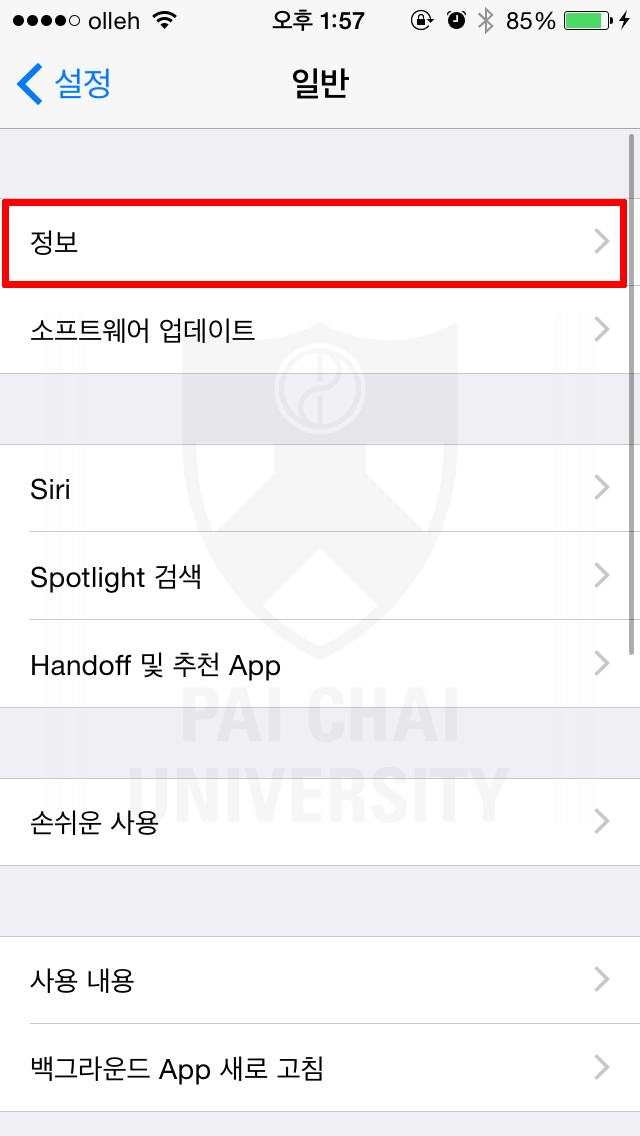 olleh 오후 1:57 85%
설정 일반
정보
소프트웨어 업데이트
Siri
Spotlight 검색
Handoff 및 추천 App
PAI CHAI
UNIVERSITY
손쉬운 사용
사용 내용
백그라운드 App 새로 고침